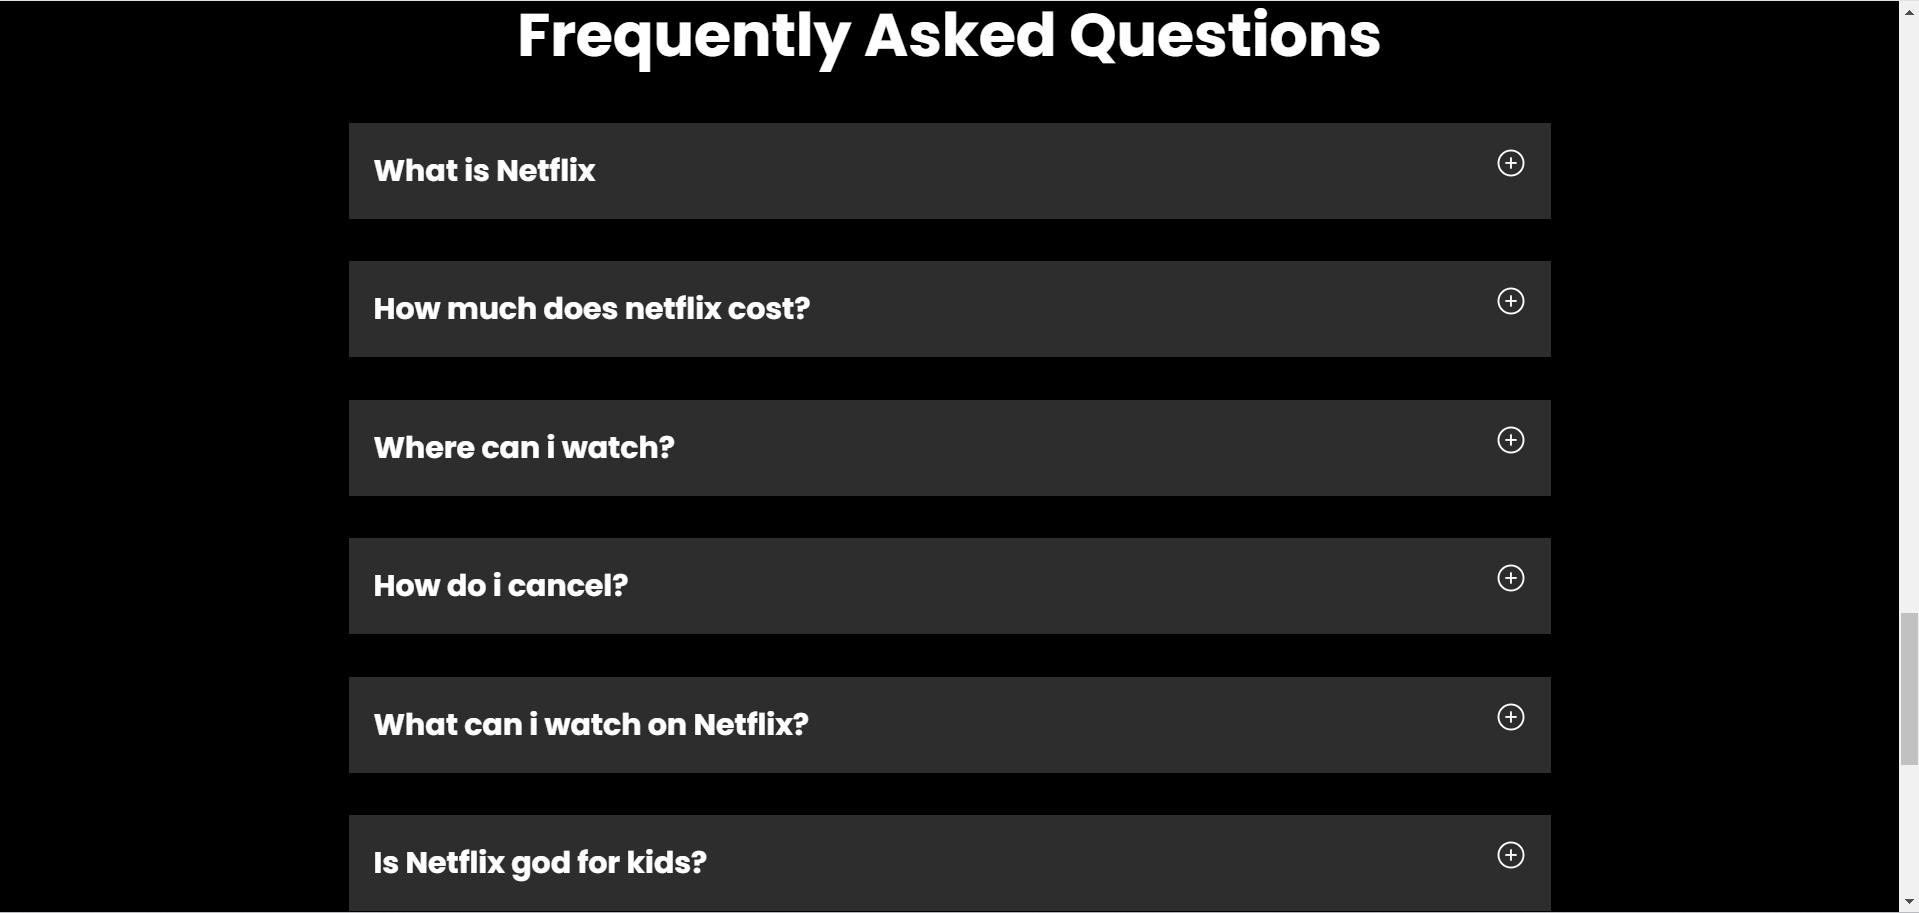 Frequently Asked Questions
What is Netflix
How much does netflix cost?
Where can i watch?
How do i cancel?
What can i watch on Netflix?
Is Netflix god for kids?